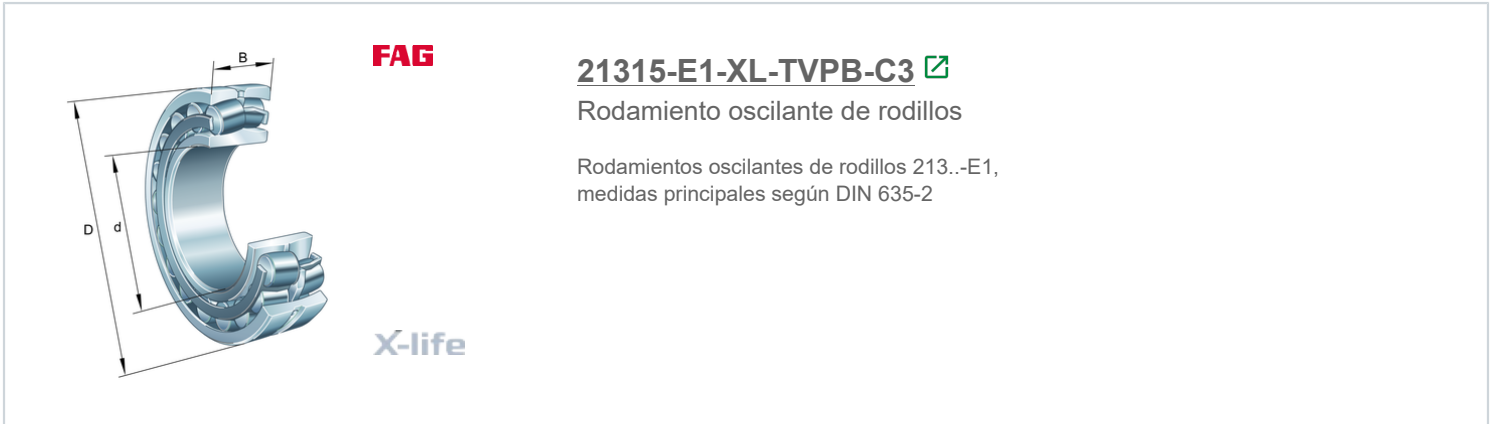 FAG
B
D
d
X-life
21315-E1-XL-TVPB-C3
Rodamiento oscilante de rodillos
Rodamientos oscilantes de rodillos 213..-E1,
medidas principales según DIN 635-2